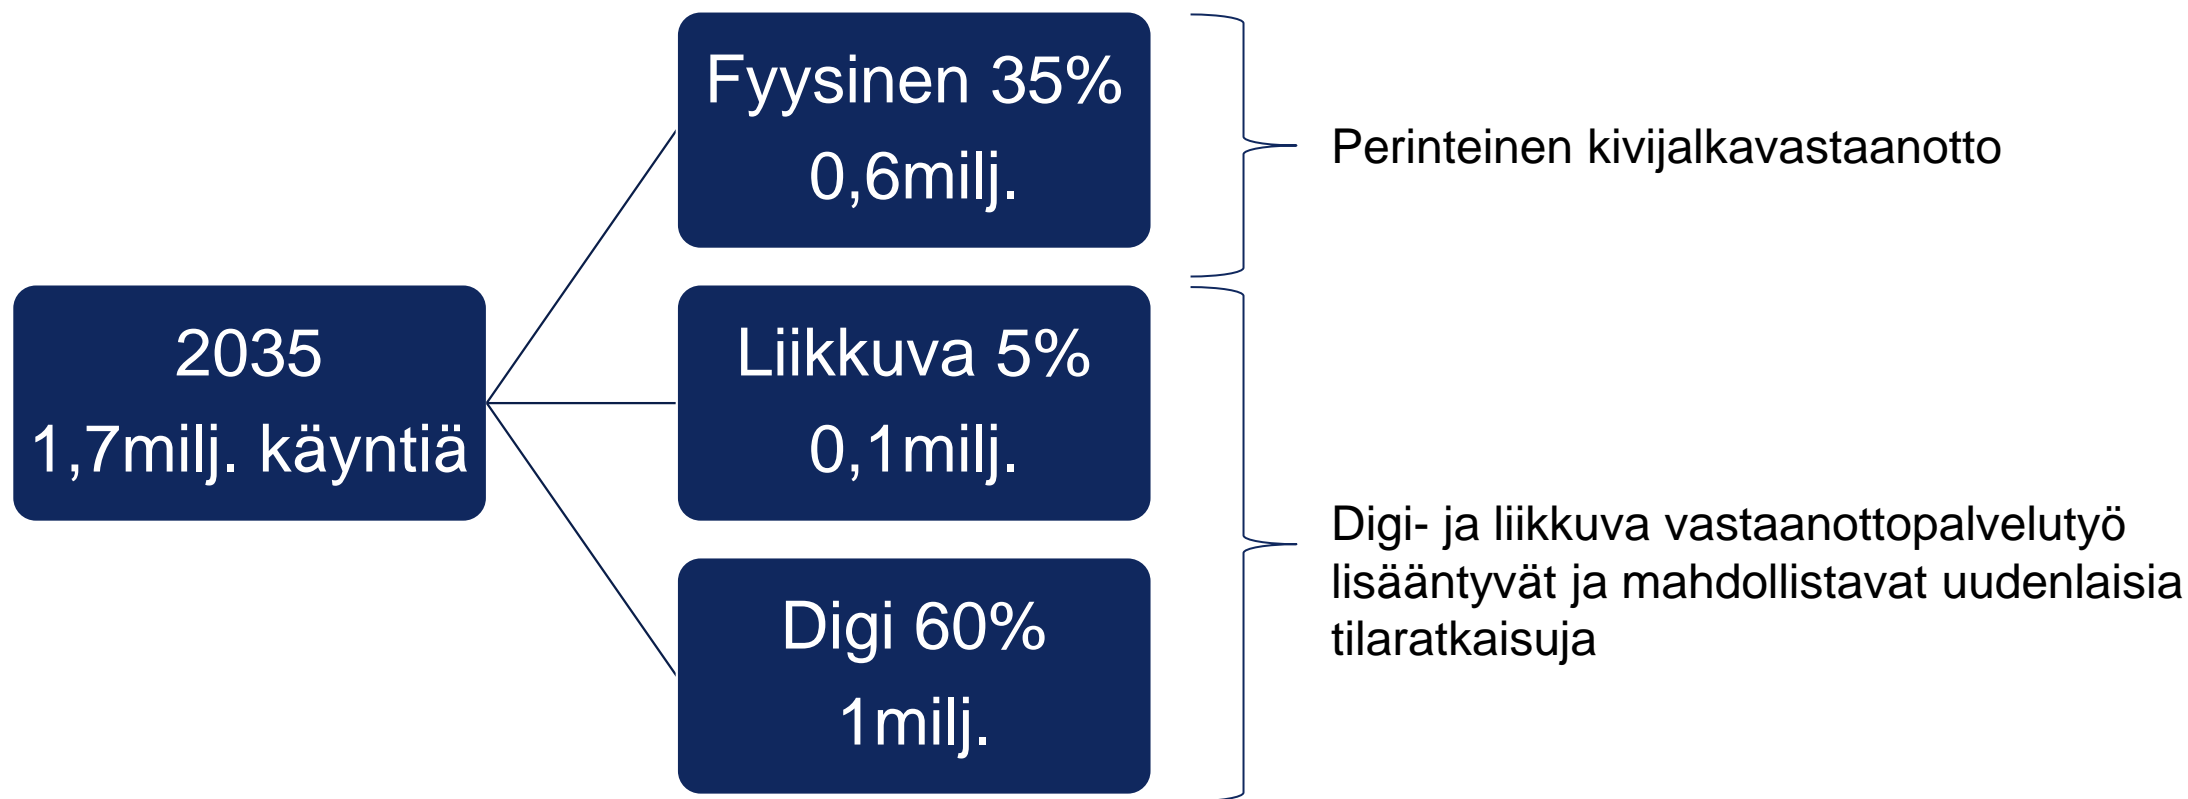 2035
1,7milj. käyntiä
Fyysinen 35%
0,6milj.
Liikkuva 5%
0,1milj.
Digi 60%
1milj.
Perinteinen kivijalkavastaanotto
Digi- ja liikkuva vastaanottopalvelutyö
lisääntyvät ja mahdollistavat uudenlaisia
tilaratkaisuja